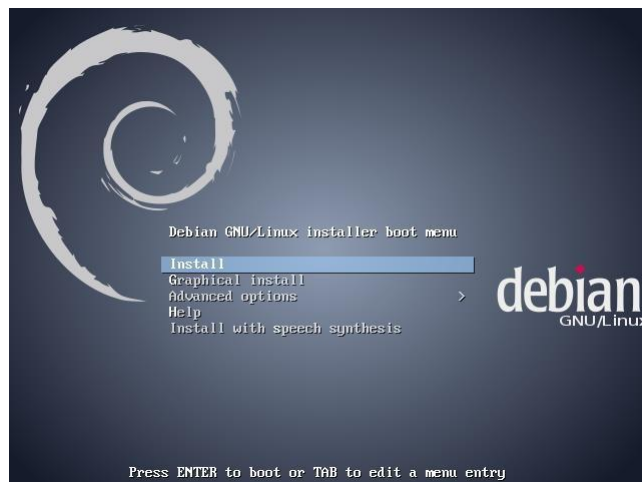 Debian GNU/Linux installer boot menu
Install
Graphical install
Advanced options >
Help
Install with speech synthesis
debian
GNU/Linux
Press ENTER to boot or TAB to edit a menu entry